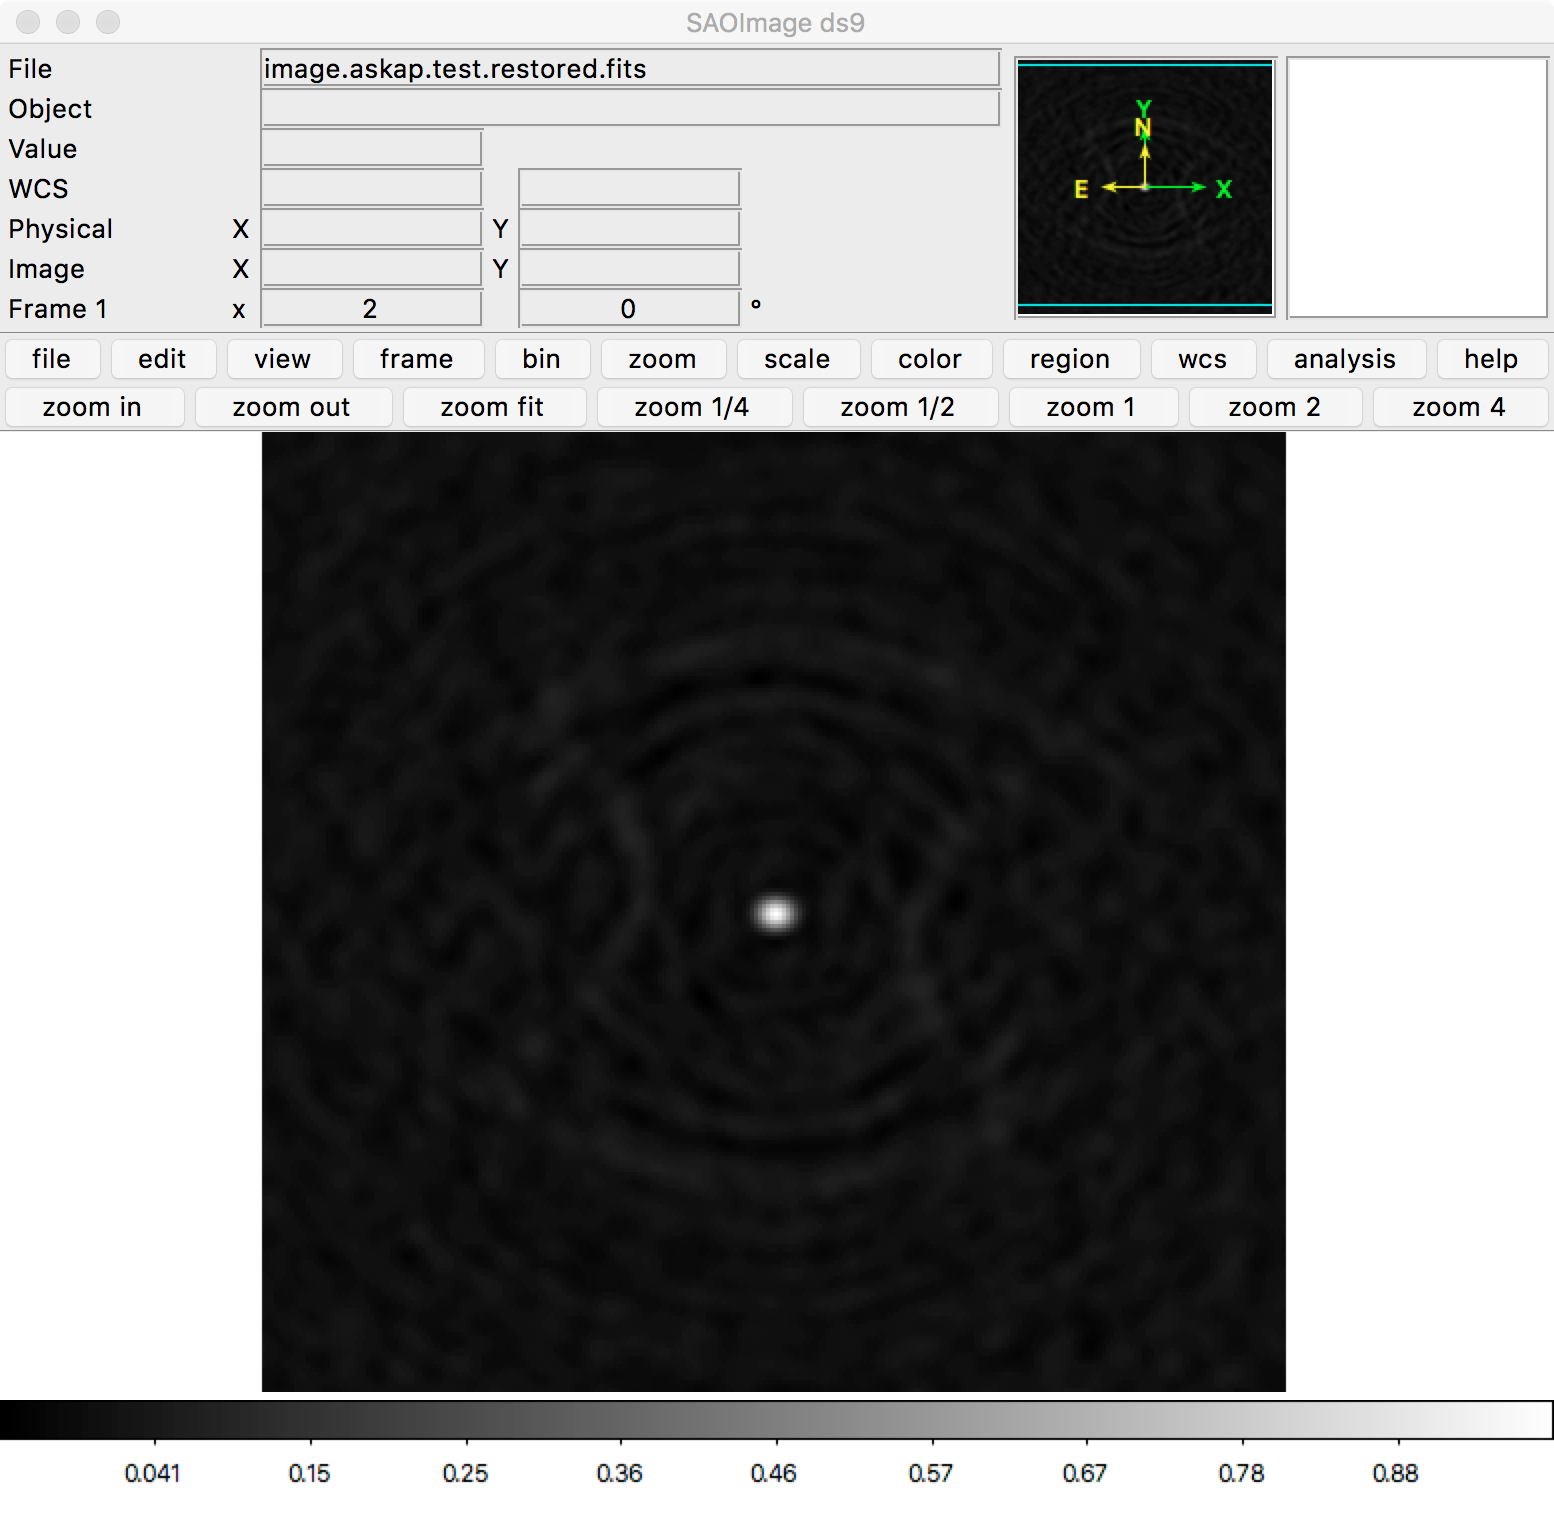 SAOImage ds9
File image.askap.test.restored.fits
Object
Value
WCS
Physical X Y
Image X Y
Frame 1 x 2 0 °
Y
N
E X
file edit view frame bin zoom scale color region wcs analysis help
zoom in zoom out zoom fit zoom 1/4 zoom 1/2 zoom 1 zoom 2 zoom 4
0.041 0.15 0.25 0.36 0.46 0.57 0.67 0.78 0.88